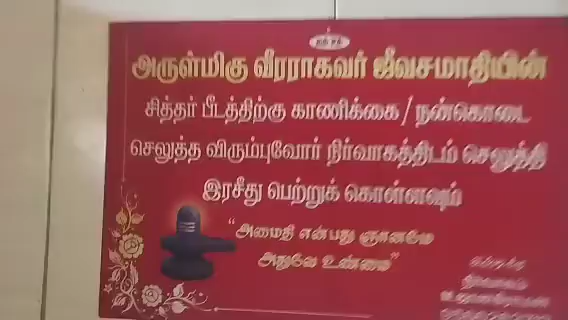 அருள்மிகு வீரராகவர் ஜீவசமாதியின்
சித்தர் பீடத்திற்கு காணிக்கை / நன்கொடை
செலுத்த விரும்புவோர் நிர்வாகத்திடம் செலுத்தி
இரசீது பெற்றுக் கொள்ளவும்
“அமைதி என்பது ஞானமே
அதுவே உண்மை”